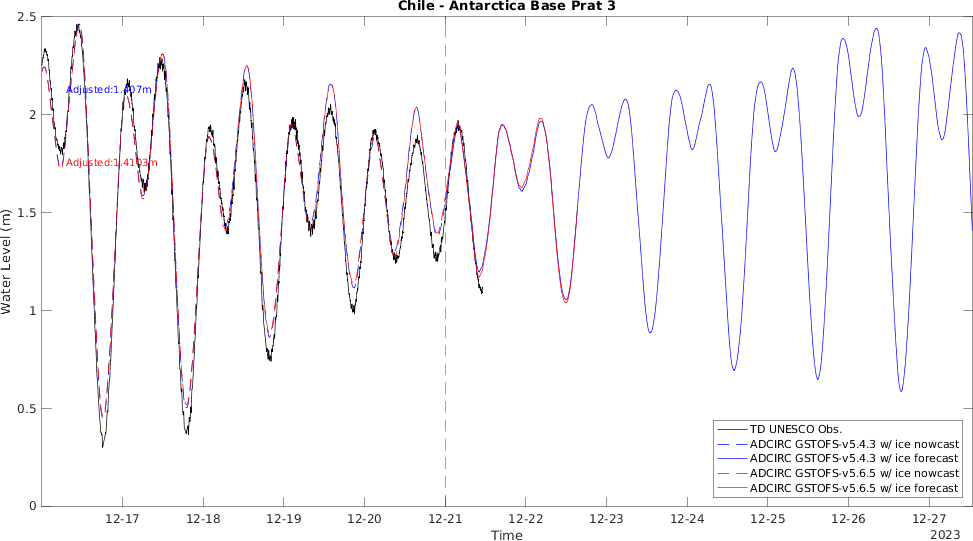 Chile - Antarctica Base Prat 3
2.5
Adjusted:1.407m
2
Adjusted:1.4103m
1.5
Water Level (m)
1
0.5
TD UNESCO Obs.
ADCIRC GSTOFS-v5.4.3 w/ ice nowcast
ADCIRC GSTOFS-v5.4.3 w/ ice forecast
ADCIRC GSTOFS-v5.6.5 w/ ice nowcast
ADCIRC GSTOFS-v5.6.5 w/ ice forecast
0
12-17 12-18 12-19 12-20 12-21 12-22 12-23 12-24 12-25 12-26 12-27
Time
2023